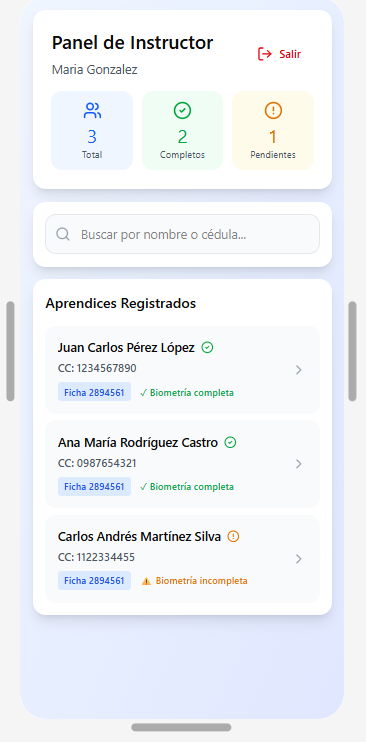 Panel de Instructor
Salir
Maria Gonzalez
3
Total
2
Completos
1
Pendientes
Buscar por nombre o cédula...
Aprendices Registrados
Juan Carlos Pérez López
CC: 1234567890
Ficha 2894561 ✓ Biometría completa
Ana María Rodríguez Castro
CC: 0987654321
Ficha 2894561 ✓ Biometría completa
Carlos Andrés Martínez Silva
CC: 1122334455
Ficha 2894561 ⚠ Biometría incompleta